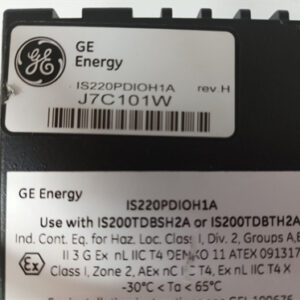 GE
Energy
IS220PDIOH1A rev. H
J7C101W
GE Energy
IS220PDIOH1A
Use with IS200TDBSH2A or IS200TDBTH2A
Ind. Cont. Eq. for Haz. Loc. Class I, Div. 2, Groups A,B
II 3 G Ex nL IIC T4 DEMKO 11 ATEX 091317
Class I, Zone 2, AEx nC IIC T4, Ex nL IIC T4 X
-30°C < Ta < 65°C